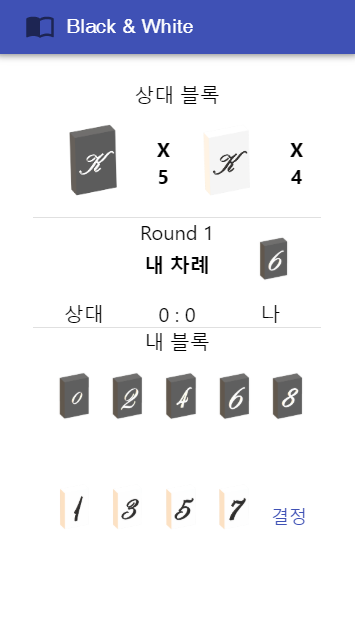 Black & White
상대 블록
K X 5 K X 4
Round 1
내 차례 6
상대 0 : 0 나
내 블록
0 2 4 6 8
1 3 5 7 결정